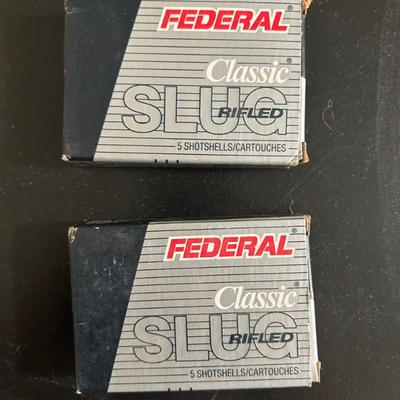 FEDERAL®
Classic®
SLUG
RIFLED
5 SHOTSHELLS/CARTOUCHES
FEDERAL®
Classic®
SLUG
RIFLED
5 SHOTSHELLS/CARTOUCHES